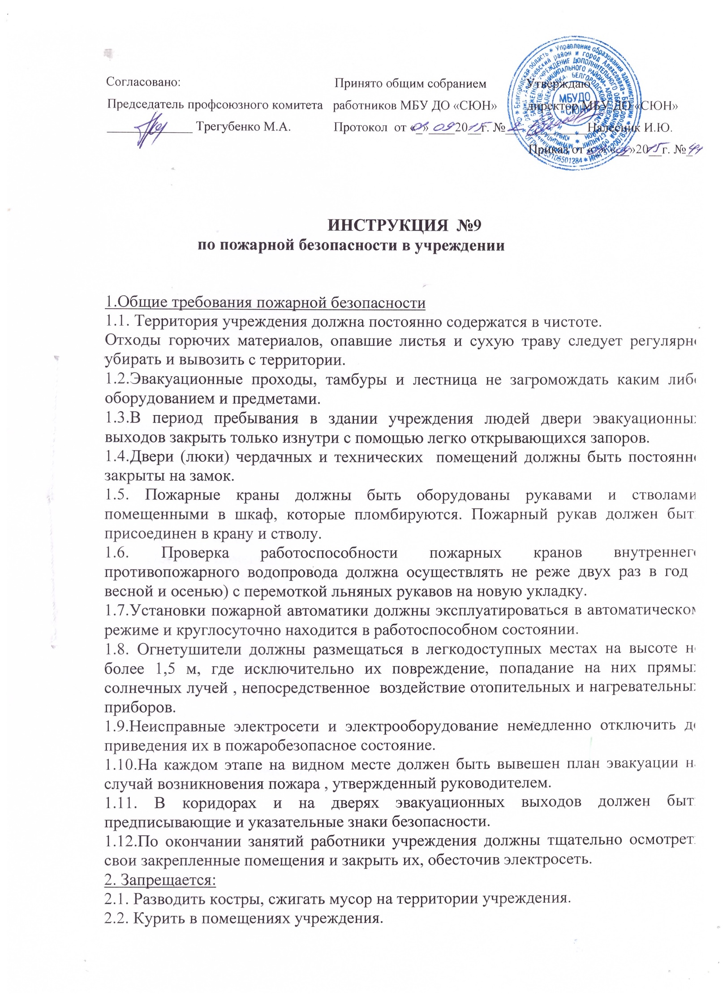 Согласовано: Принято общим собранием Утверждаю
Председатель профсоюзного комитета работников МБУ ДО «СЮН» директор МБУ ДО «СЮН»
______________ Трегубенко М.А. Протокол от «_»____ 09 20 15 г. №__ Налесник И.Ю.
Приказ от « » « 09 »20 15 г. № 41
МБУДО
«СЮН»
ИНСТРУКЦИЯ №9
по пожарной безопасности в учреждении
1.Общие требования пожарной безопасности
1.1. Территория учреждения должна постоянно содержатся в чистоте.
Отходы горючих материалов, опавшие листья и сухую траву следует регулярн
убирать и вывозить с территории.
1.2.Эвакуационные проходы, тамбуры и лестница не загромождать каким либ
оборудованием и предметами.
1.3.В период пребывания в здании учреждения людей двери эвакуационны
выходов закрыть только изнутри с помощью легко открывающихся запоров.
1.4.Двери (люки) чердачных и технических помещений должны быть постоянн
закрыты на замок.
1.5. Пожарные краны должны быть оборудованы рукавами и стволами
помещенными в шкаф, которые пломбируются. Пожарный рукав должен быт
присоединен в крану и стволу.
1.6. Проверка работоспособности пожарных кранов внутреннег
противопожарного водопровода должна осуществлять не реже двух раз в год
весной и осенью) с перемоткой льняных рукавов на новую укладку.
1.7.Установки пожарной автоматики должны эксплуатироваться в автоматическом
режиме и круглосуточно находится в работоспособном состоянии.
1.8. Огнетушители должны размещаться в легкодоступных местах на высоте н
более 1,5 м, где исключительно их повреждение, попадание на них прямы
солнечных лучей , непосредственное воздействие отопительных и нагревательны
приборов.
1.9.Неисправные электросети и электрооборудование немедленно отключить д
приведения их в пожаробезопасное состояние.
1.10.На каждом этапе на видном месте должен быть вывешен план эвакуации н
случай возникновения пожара , утвержденный руководителем.
1.11. В коридорах и на дверях эвакуационных выходов должен быт
предписывающие и указательные знаки безопасности.
1.12.По окончании занятий работники учреждения должны тщательно осмотрет
свои закрепленные помещения и закрыть их, обесточив электросеть.
2. Запрещается:
2.1. Разводить костры, сжигать мусор на территории учреждения.
2.2. Курить в помещениях учреждения.